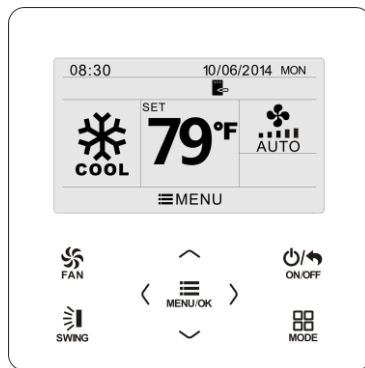 08:30 10/06/2014 MON
SET
79°F
COOL
AUTO
MENU
FAN
ON/OFF
MENU/OK
SWING
MODE